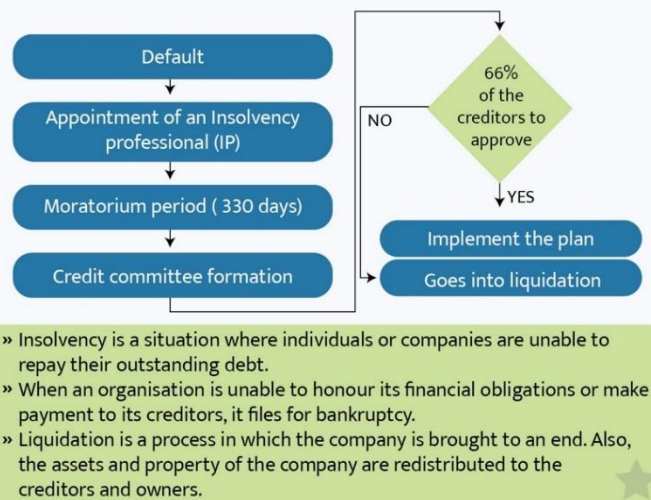 Default
Appointment of an Insolvency
professional (IP)
Moratorium period ( 330 days)
Credit committee formation
66%
of the
creditors to
approve
NO
YES
Implement the plan
Goes into liquidation
» Insolvency is a situation where individuals or companies are unable to
repay their outstanding debt.
» When an organisation is unable to honour its financial obligations or make
payment to its creditors, it files for bankruptcy.
» Liquidation is a process in which the company is brought to an end. Also,
the assets and property of the company are redistributed to the
creditors and owners.